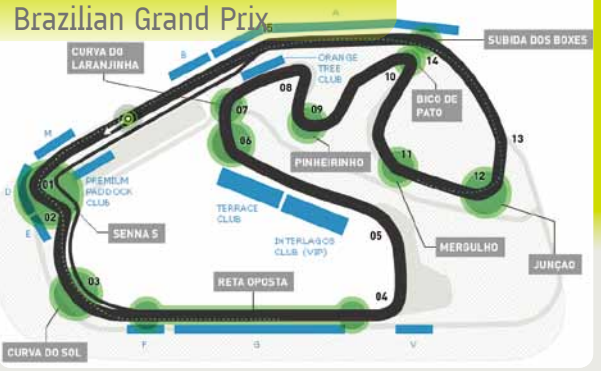 Brazilian Grand Prix
A
15
SUBIDA DOS BOXES
CURVA DO
LARANJINHA
B
ORANGE
TREE
CLUB
14
10
08
BICO DE
PATO
07
09
M
06
13
PINHEIRINHO
11
12
D
01
PREMIUM
PADDOCK
CLUB
02
E
SENNA S
TERRACE
CLUB
INTERLAGOS
CLUB (VIP)
05
MERGULHO
JUNÇAO
03
RETA OPOSTA
04
CURVA DO SOL
F
G
V